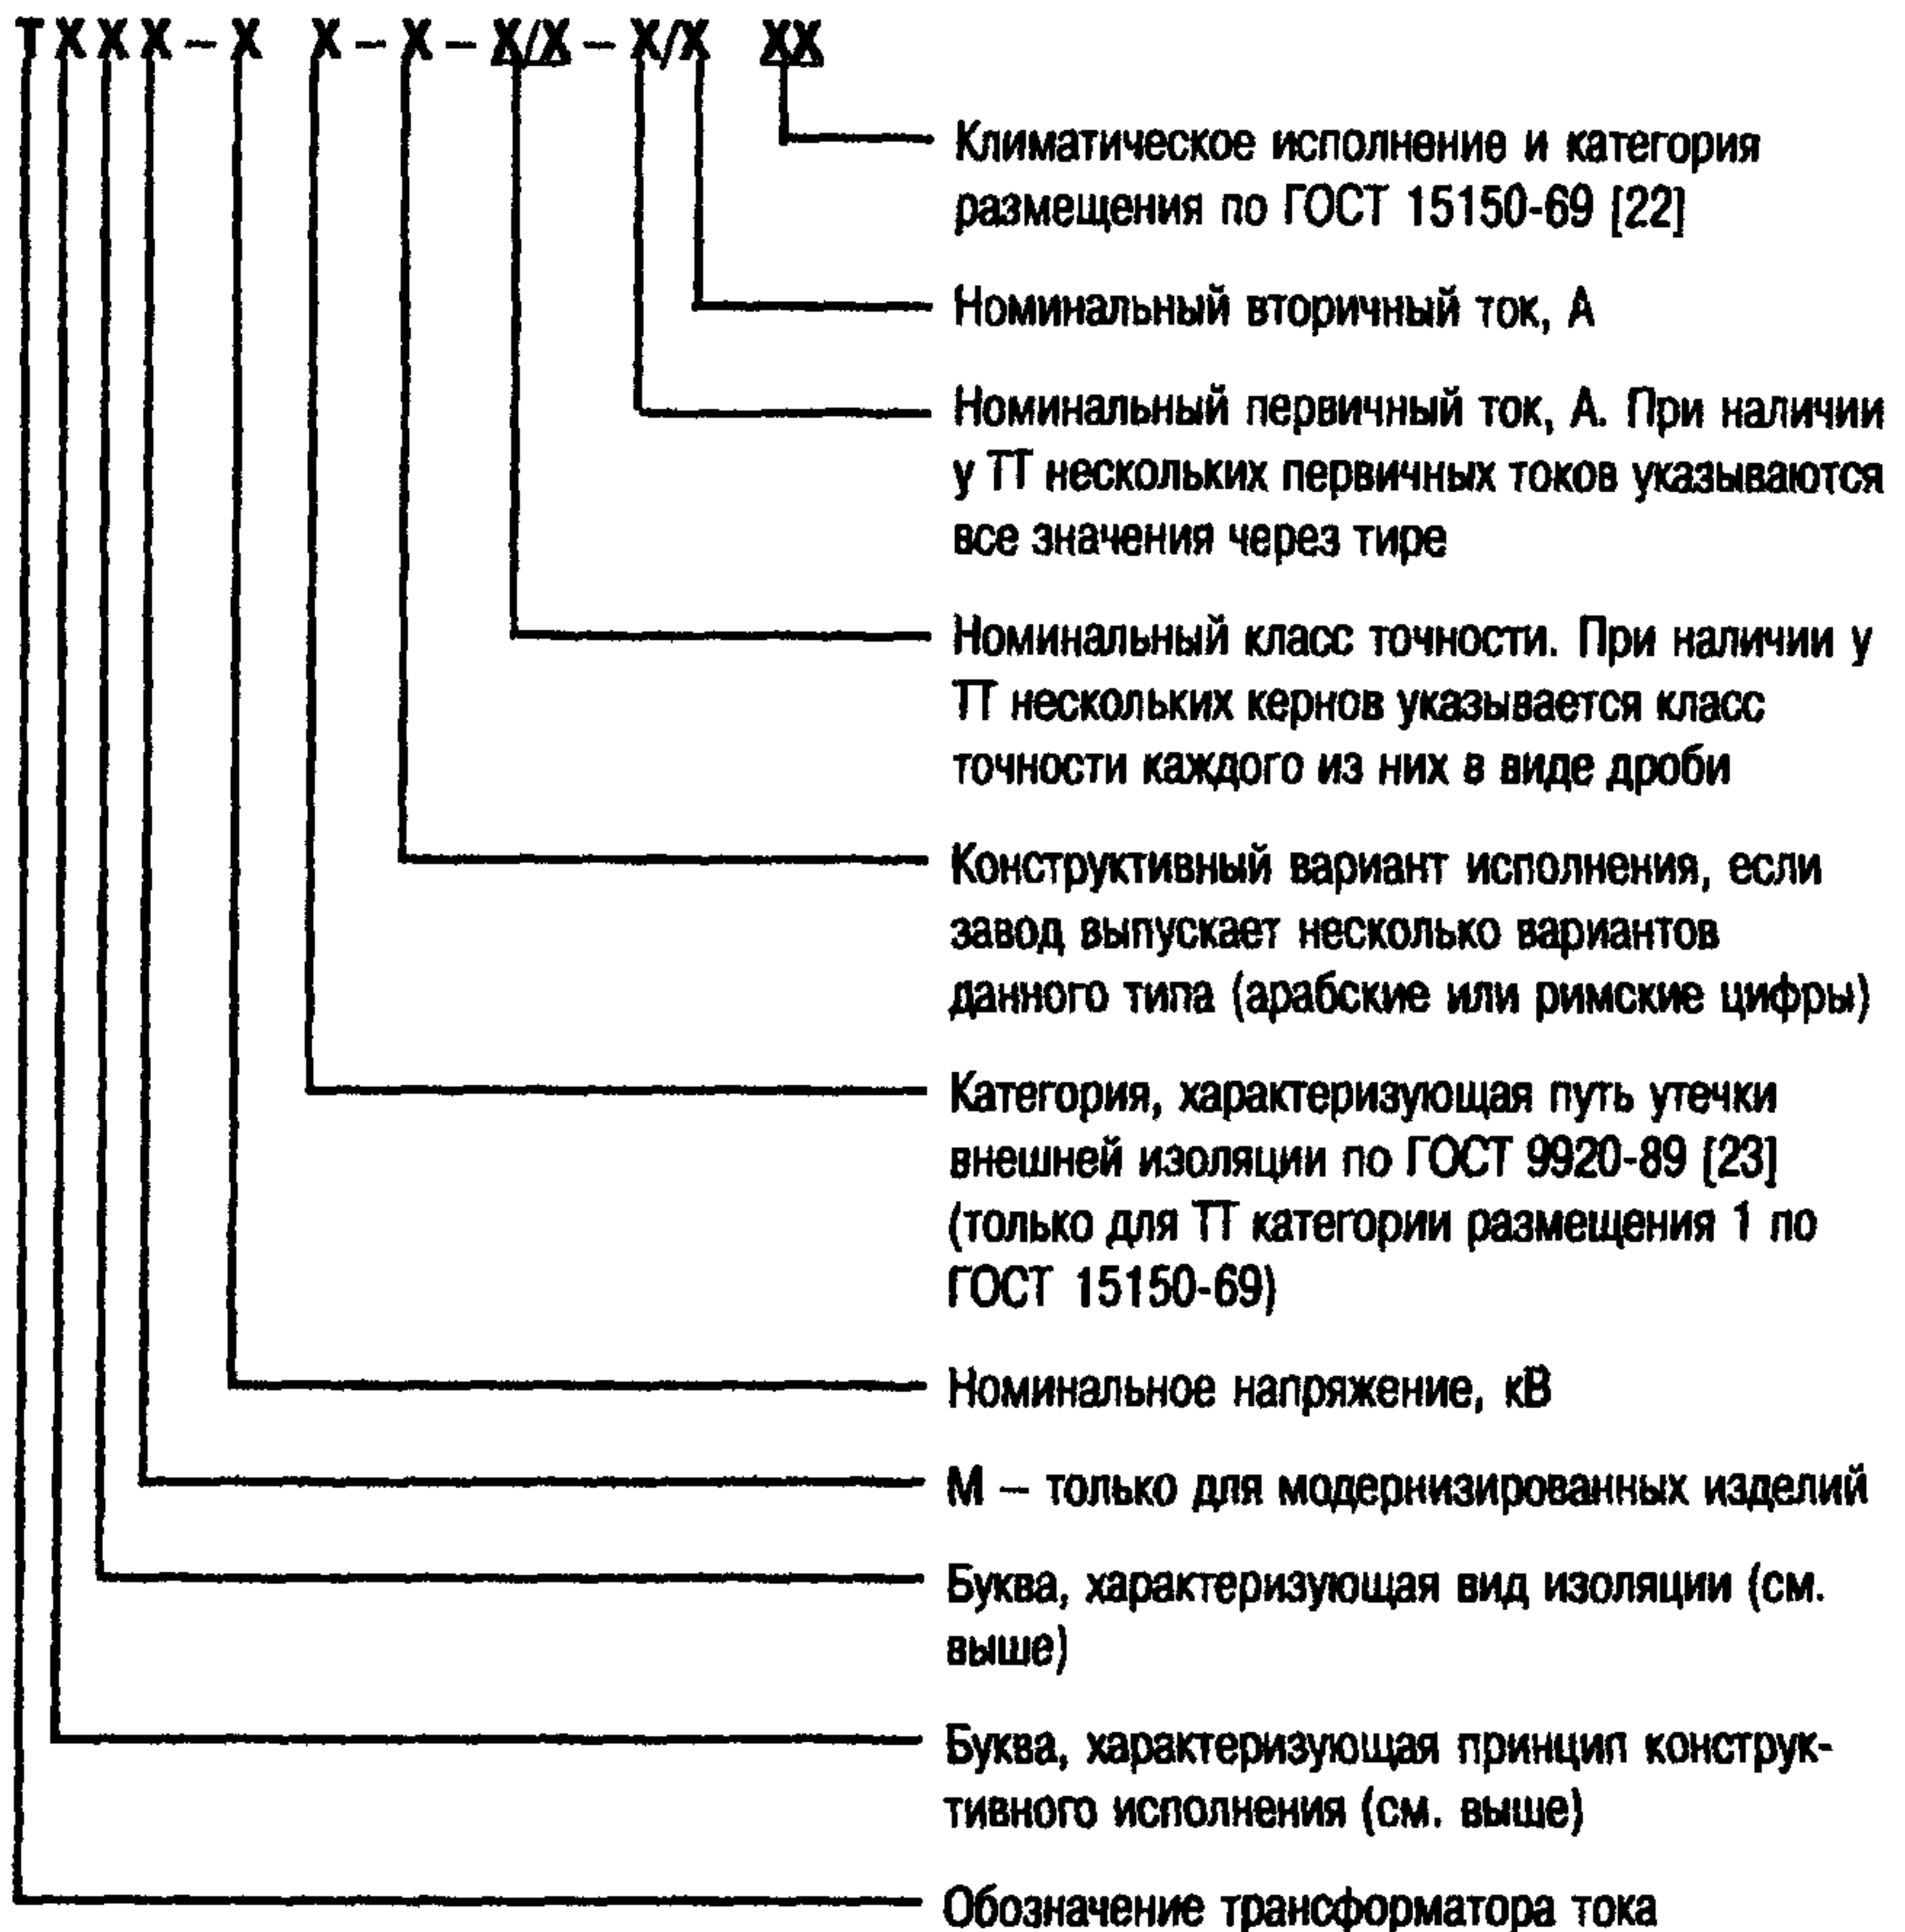 Т Х Х Х – Х Х – Х – Х/Х – Х/Х ХХ
Климатическое исполнение и категория
размещения по ГОСТ 15150-69 [22]
Номинальный вторичный ток, А
Номинальный первичный ток, А. При наличии
у ТТ нескольких первичных токов указываются
все значения через тире
Номинальный класс точности. При наличии у
ТТ нескольких кернов указывается класс
точности каждого из них в виде дроби
Конструктивный вариант исполнения, если
завод выпускает несколько вариантов
данного типа (арабские или римские цифры)
Категория, характеризующая путь утечки
внешней изоляции по ГОСТ 9920-89 [23]
(только для ТТ категории размещения 1 по
ГОСТ 15150-69)
Номинальное напряжение, кВ
М – только для модернизированных изделий
Буква, характеризующая вид изоляции (см.
выше)
Буква, характеризующая принцип конструк-
тивного исполнения (см. выше)
Обозначение трансформатора тока